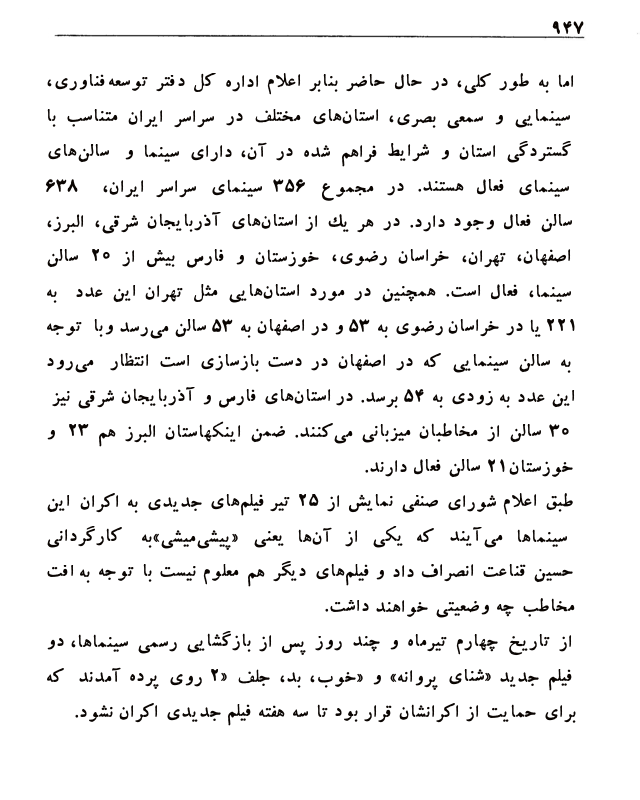 ۹۴۷
اما به طور کلی، در حال حاضر بنابر اعلام اداره کل دفتر توسعه‌فناوری،
سینمایی و سمعی بصری، استان‌های مختلف در سراسر ایران متناسب با
گستردگی استان و شرایط فراهم شده در آن، دارای سینما و سالن‌های
سینمای فعال هستند. در مجموع ۳۵۶ سینمای سراسر ایران، ۶۳۸
سالن فعال وجود دارد. در هر یك از استان‌های آذربایجان شرقی، البرز،
اصفهان، تهران، خراسان رضوی، خوزستان و فارس بیش از ۲۰ سالن
سینما، فعال است. همچنین در مورد استان‌هایی مثل تهران این عدد به
۲۲۱ یا در خراسان رضوی به ۵۳ و در اصفهان به ۵۳ سالن می‌رسد وبا توجه
به سالن سینمایی که در اصفهان در دست بازسازی است انتظار می‌رود
این عدد به زودی به ۵۴ برسد. در استان‌های فارس و آذربایجان شرقی نیز
۳۰ سالن از مخاطبان میزبانی می‌کنند. ضمن اینکهاستان البرز هم ۲۳ و
خوزستان۲۱ سالن فعال دارند.
طبق اعلام شورای صنفی نمایش از ۲۵ تیر فیلم‌های جدیدی به اکران این
سینماها می‌آیند که یکی از آن‌ها یعنی «پیشی‌میشی»به کارگردانی
حسین قناعت انصراف داد و فیلم‌های دیگر هم معلوم نیست با توجه به افت
مخاطب چه وضعیتی خواهند داشت.
از تاریخ چهارم تیرماه و چند روز پس از بازگشایی رسمی سینماها، دو
فیلم جدید «شنای پروانه» و «خوب، بد، جلف «۲ روی پرده آمدند که
برای حمایت از اکرانشان قرار بود تا سه هفته فیلم جدیدی اکران نشود.